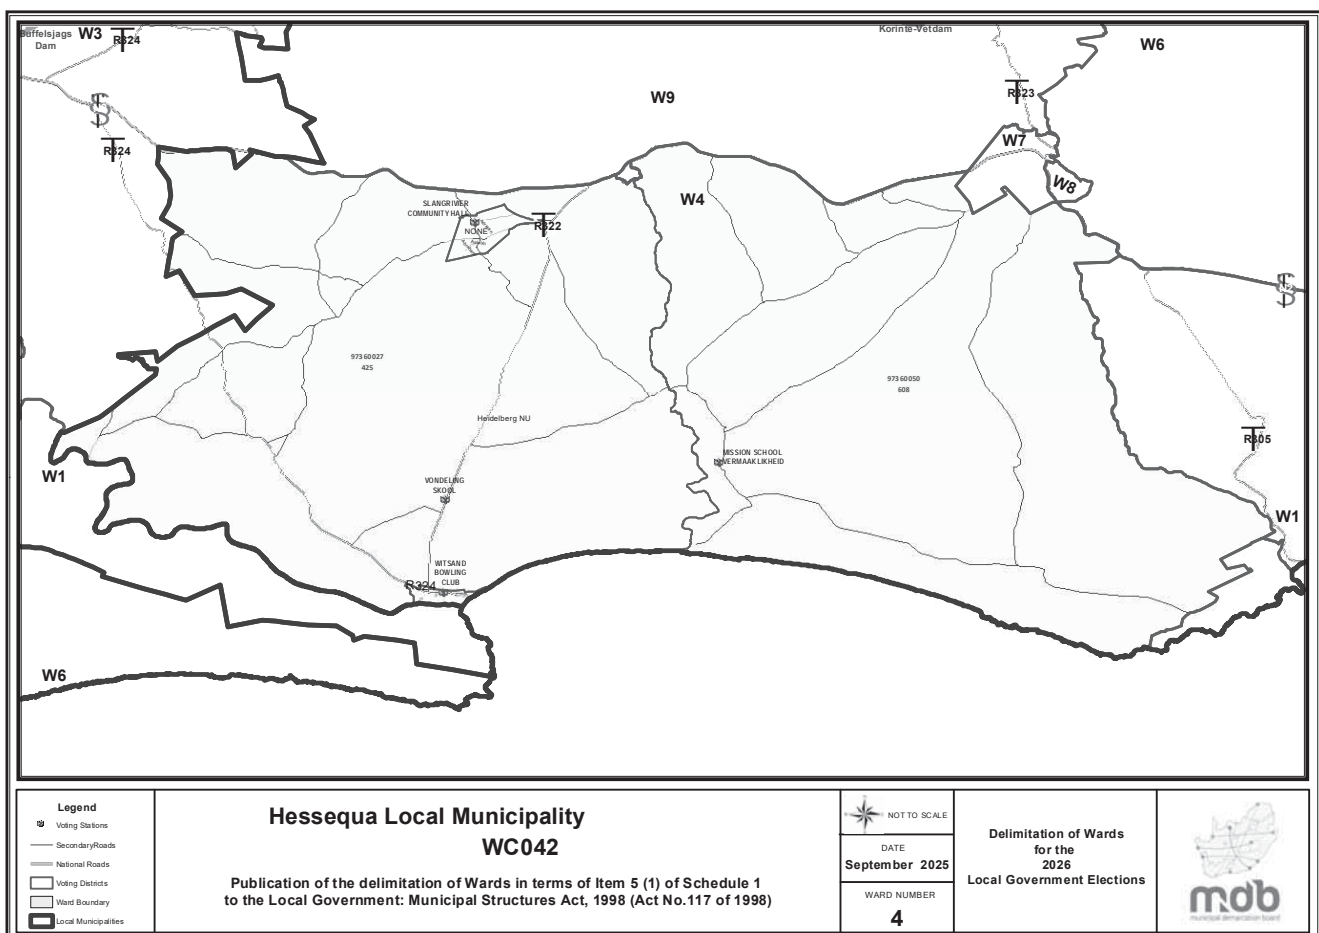 Buffelsjags
Dam
W3
R324
Korinte-Vetdam
W6
W9
R323
R324
W7
W8
SLANGRIVIER
COMMUNITY HALL
NONE
R322
W4
97360027
425
97360050
608
Heidelberg NU
R305
MISSION SCHOOL
VERMAAKLIKHEID
W1
VONDELING
SKOOL
W1
WITSAND
BOWLING
CLUB
R324
W6
Legend
Voting Stations
SecondaryRoads
National Roads
Voting Districts
Ward Boundary
Local Municipalities
Hessequa Local Municipality
WC042
Publication of the delimitation of Wards in terms of Item 5 (1) of Schedule 1
to the Local Government: Municipal Structures Act, 1998 (Act No.117 of 1998)
NOT TO SCALE
DATE
September 2025
WARD NUMBER
4
Delimitation of Wards
for the
2026
Local Government Elections
mdb
municipal demarcation board